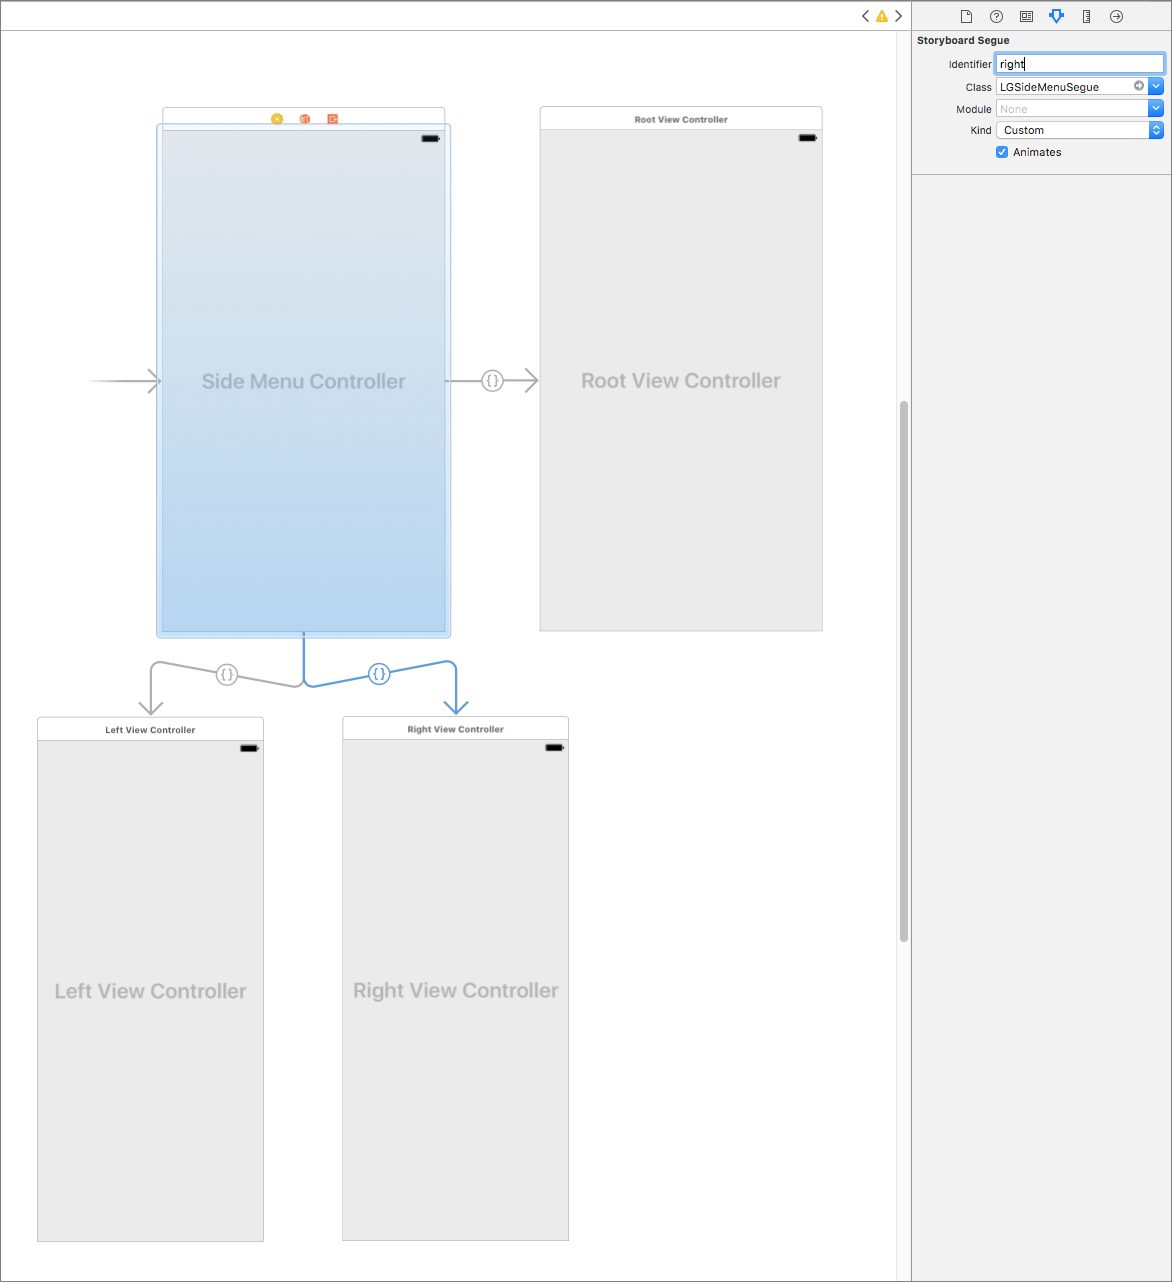 Storyboard Segue
Identifier right
Class LGSideMenuSegue
Module None
Kind Custom
Animates
Root View Controller
Side Menu Controller
Root View Controller
{}
{}
{}
Left View Controller
Right View Controller
Left View Controller
Right View Controller